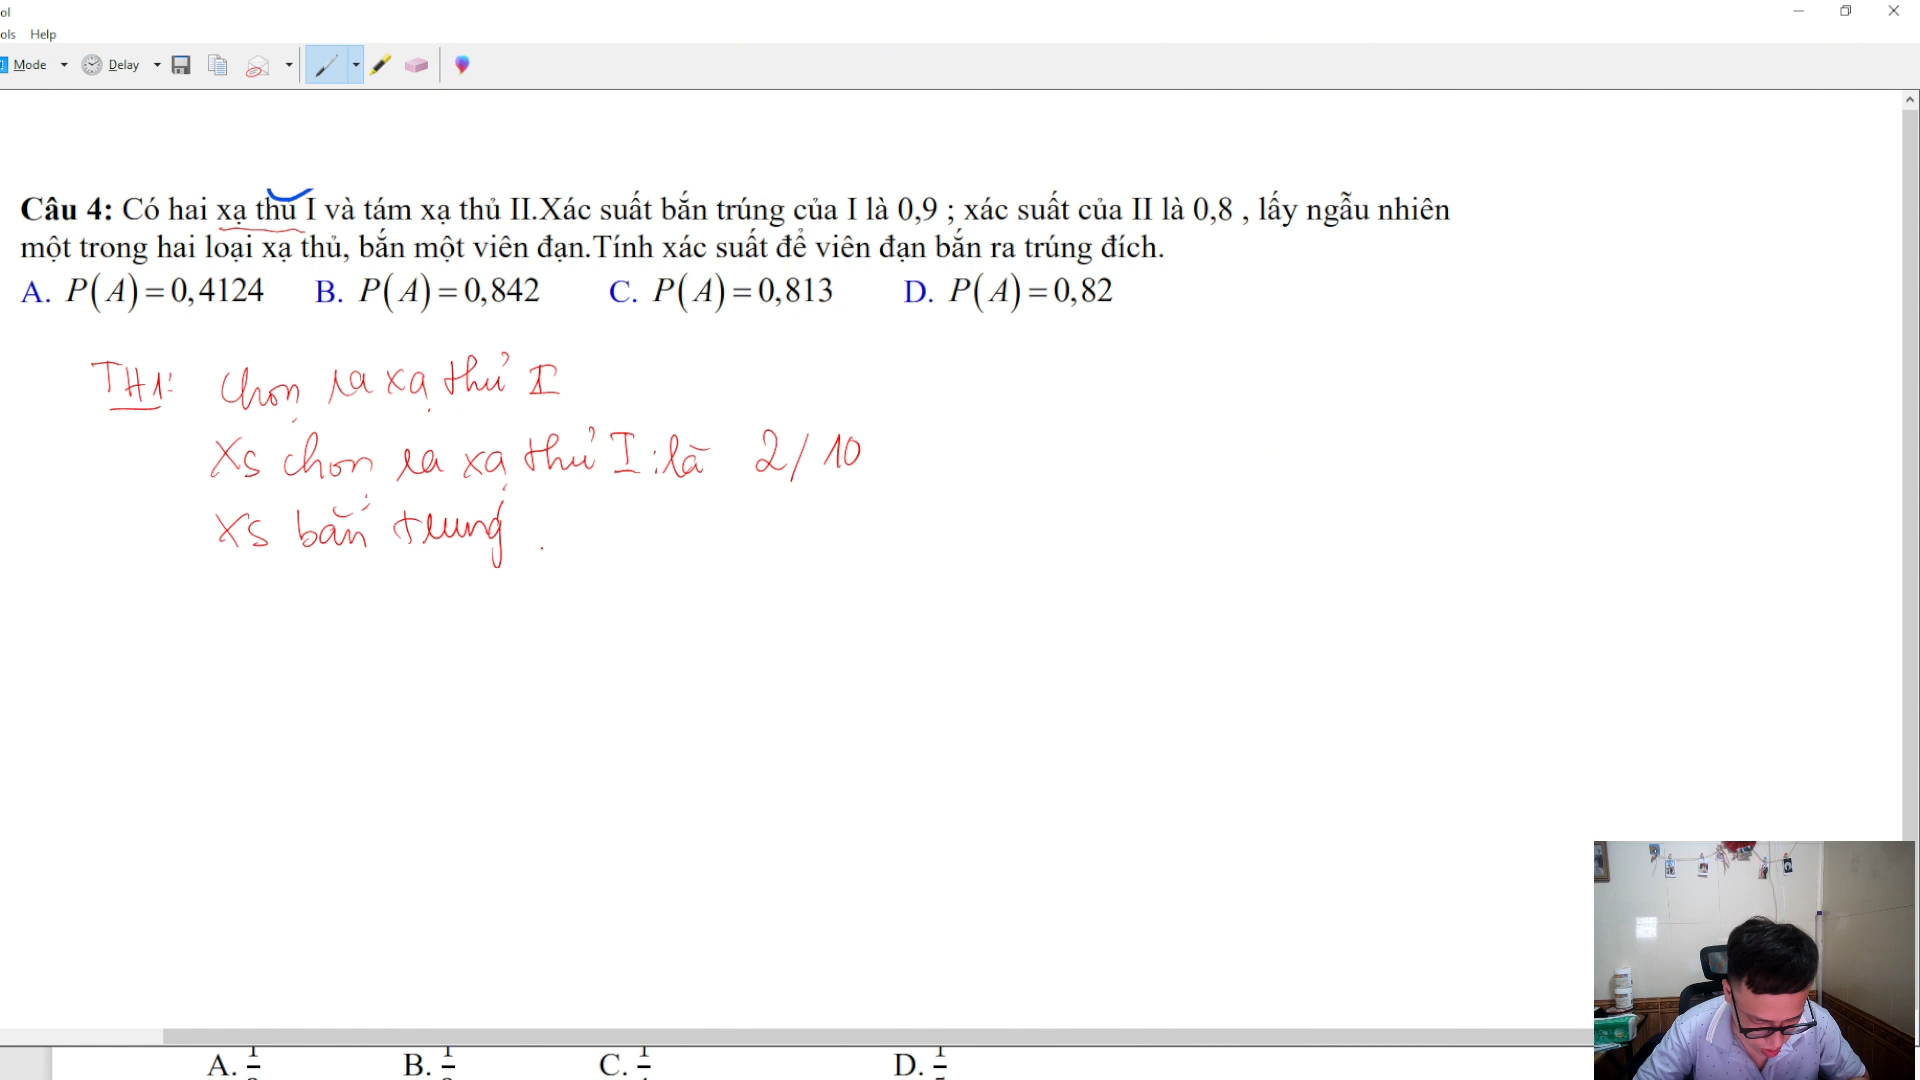 ol
ols Help
Mode Delay
Câu 4: Có hai xạ thủ I và tám xạ thủ II.Xác suất bắn trúng của I là 0,9 ; xác suất của II là 0,8 , lấy ngẫu nhiên
một trong hai loại xạ thủ, bắn một viên đạn.Tính xác suất để viên đạn bắn ra trúng đích.
A. P(A)=0,4124 B. P(A)=0,842 C. P(A)=0,813 D. P(A)=0,82
TH1: Chọn ra xạ thủ I
XS chọn ra xạ thủ I : là 2/10
XS bắn trúng .
A. B. C. D.